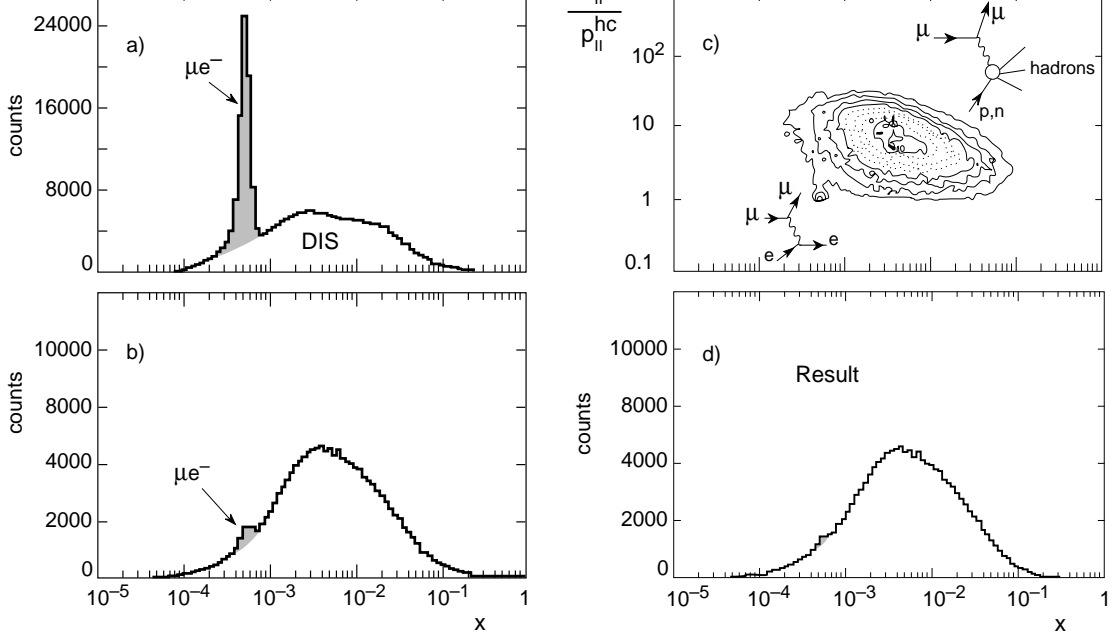 24000
16000
8000
0
counts
a)
μe⁻
DIS
10000
8000
6000
4000
2000
0
counts
b)
μe⁻
10⁻⁵ 10⁻⁴ 10⁻³ 10⁻² 10⁻¹ 1
x
p_II^hc
10²
10
1
0.1
c)
μ
μ
hadrons
p,n
μ
μ
e
e
10000
8000
6000
4000
2000
0
counts
d)
Result
10⁻⁵ 10⁻⁴ 10⁻³ 10⁻² 10⁻¹ 1
x